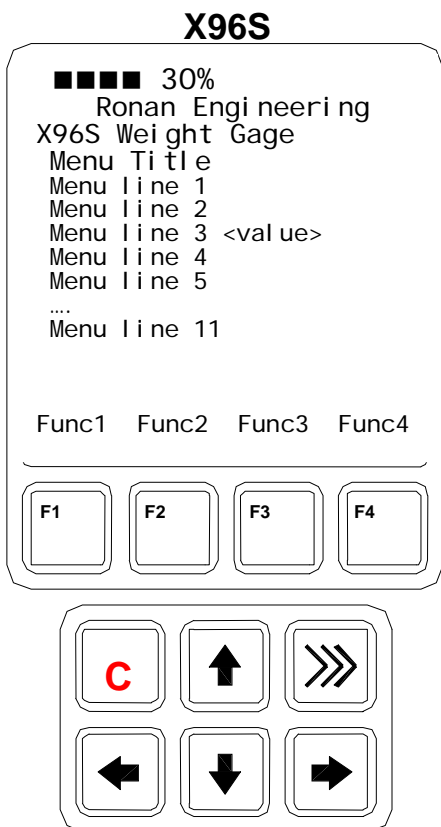 X96S
■■■■ 30%
Ronan Engineering
X96S Weight Gage
Menu Title
Menu line 1
Menu line 2
Menu line 3 <value>
Menu line 4
Menu line 5
....
Menu line 11
Func1 Func2 Func3 Func4
F1 F2 F3 F4
C